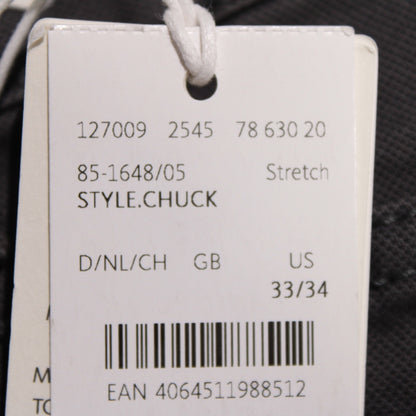 127009 2545 78 630 20
85-1648/05 Stretch
STYLE.CHUCK
D/NL/CH GB US
33/34
EAN 4064511988512
M
TO